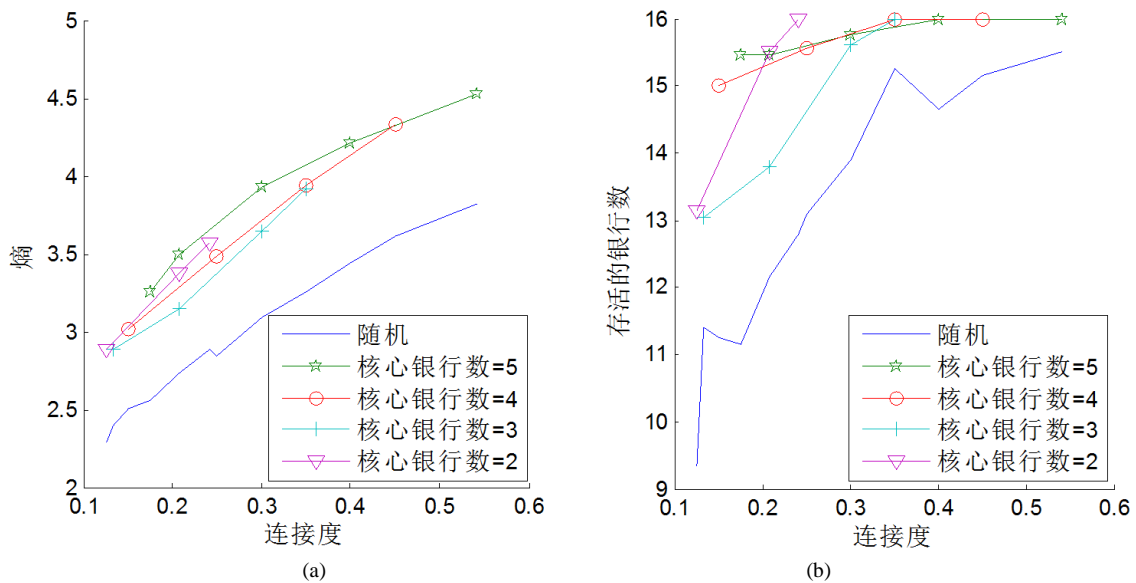 5
4.5
4
3.5
3
2.5
2
熵
随机
核心银行数=5
核心银行数=4
核心银行数=3
核心银行数=2
0.1 0.2 0.3 0.4 0.5 0.6
连接度
(a)
16
15
14
13
12
11
10
9
存活的银行数
随机
核心银行数=5
核心银行数=4
核心银行数=3
核心银行数=2
0.1 0.2 0.3 0.4 0.5 0.6
连接度
(b)